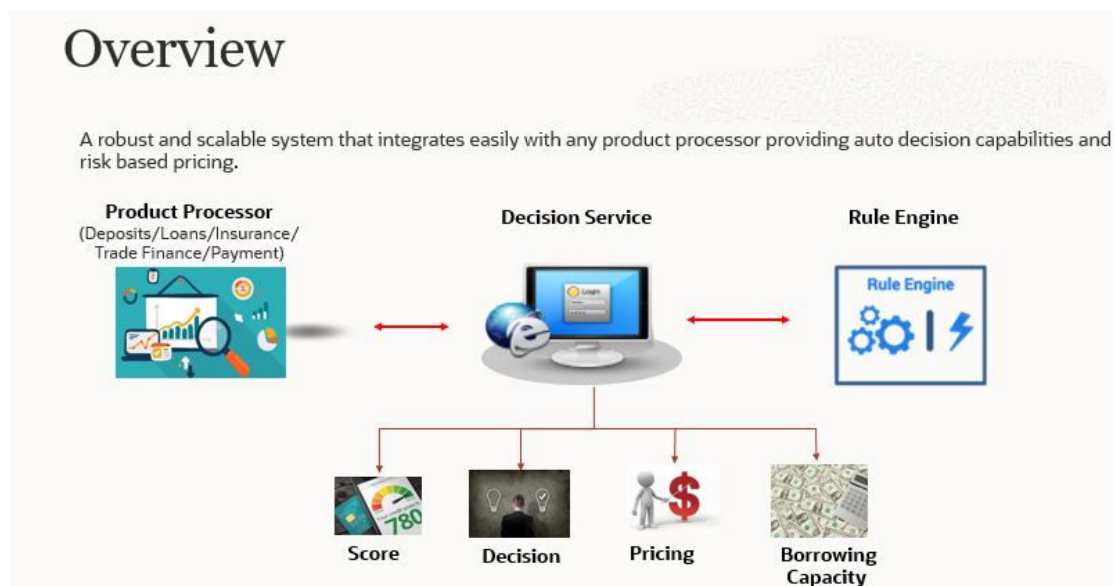 Overview
A robust and scalable system that integrates easily with any product processor providing auto decision capabilities and
risk based pricing.
Product Processor
(Deposits/Loans/Insurance/
Trade Finance/Payment)
Decision Service
Rule Engine
Login
Rule Engine
780
Score
Decision
Pricing
Borrowing
Capacity